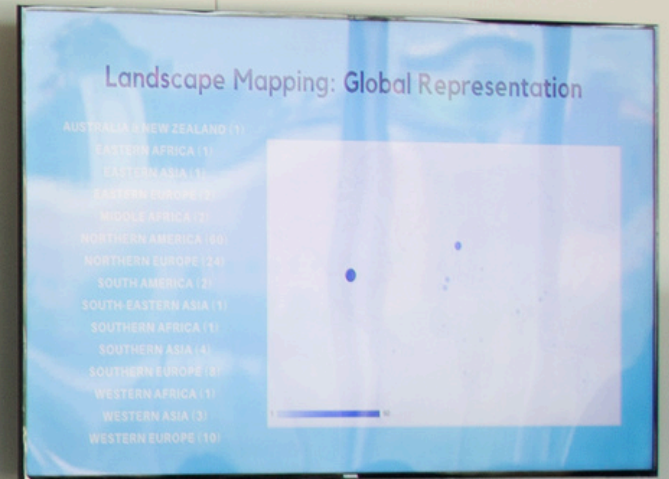 Landscape Mapping: Global Representation
AUSTRALIA & NEW ZEALAND (1)
EASTERN AFRICA (1)
EASTERN ASIA (1)
EASTERN EUROPE (2)
MIDDLE AFRICA (2)
NORTHERN AMERICA (60)
NORTHERN EUROPE (24)
SOUTH AMERICA (2)
SOUTH-EASTERN ASIA (1)
SOUTHERN AFRICA (1)
SOUTHERN ASIA (4)
SOUTHERN EUROPE
WESTERN AFRICA (1)
WESTERN ASIA (3)
WESTERN EUROPE (10)